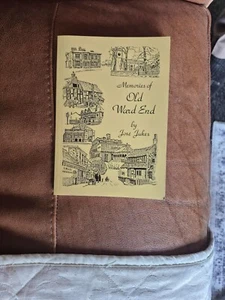 Memories of
Old
Ward End
by
Jose Jukes